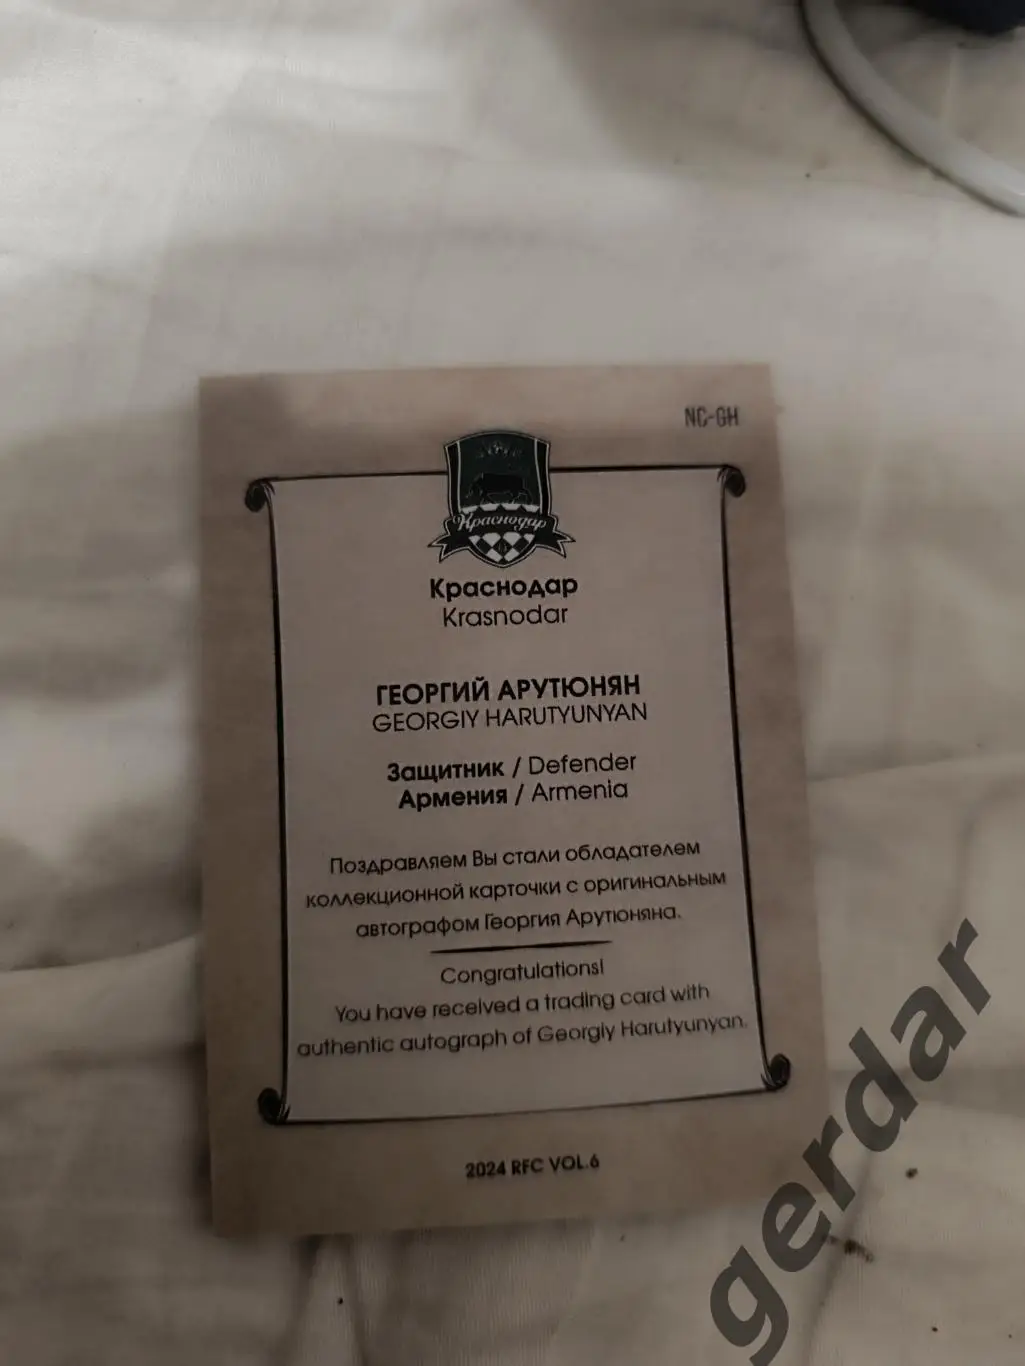 NC-GH
Краснодар
Краснодар
Krasnodar
ГЕОРГИЙ АРУТЮНЯН
GEORGIY HARUTYUNYAN
Защитник / Defender
Армения / Armenia
Поздравляем Вы стали обладателем
коллекционной карточки с оригинальным
автографом Георгия Арутюняна.
Congratulations!
You have received a trading card with
authentic autograph of Georgiy Harutyunyan.
2024 RFC VOL.6
gerdar